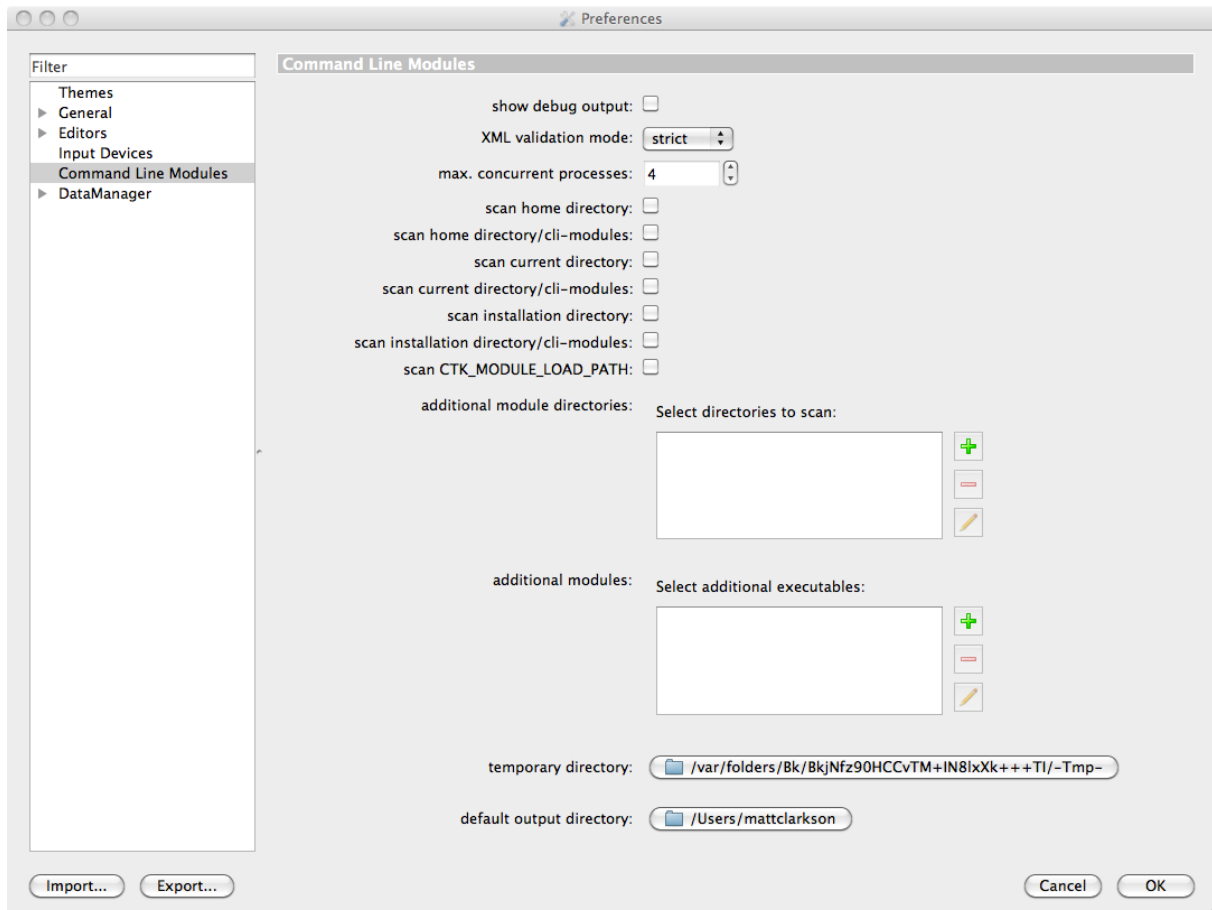 Preferences
Filter
Themes
General
Editors
Input Devices
Command Line Modules
DataManager
Command Line Modules
show debug output:
XML validation mode: strict
max. concurrent processes: 4
scan home directory:
scan home directory/cli-modules:
scan current directory:
scan current directory/cli-modules:
scan installation directory:
scan installation directory/cli-modules:
scan CTK_MODULE_LOAD_PATH:
additional module directories: Select directories to scan:
additional modules: Select additional executables:
temporary directory: /var/folders/Bk/BkjNfz90HCCvTM+IN8lxXk+++TI/-Tmp-
default output directory: /Users/mattclarkson
Import... Export... Cancel OK